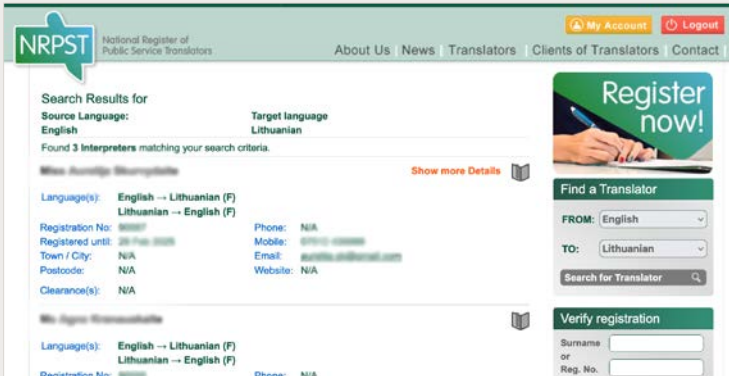 My Account
Logout
NRPST
National Register of
Public Service Translators
About Us | News | Translators | Clients of Translators | Contact |
Search Results for
Source Language: Target language
English Lithuanian
Found 3 Interpreters matching your search criteria.
Show more Details
Language(s): English → Lithuanian (F)
Lithuanian → English (F)
Registration No: Phone: N/A
Registered until: Mobile:
Town / City: N/A Email:
Postcode: N/A Website: N/A
Clearance(s): N/A
Language(s): English → Lithuanian (F)
Lithuanian → English (F)
Registration No: Phone: N/A
Register
now!
Find a Translator
FROM: English
TO: Lithuanian
Search for Translator
Verify registration
Surname
or
Reg. No.